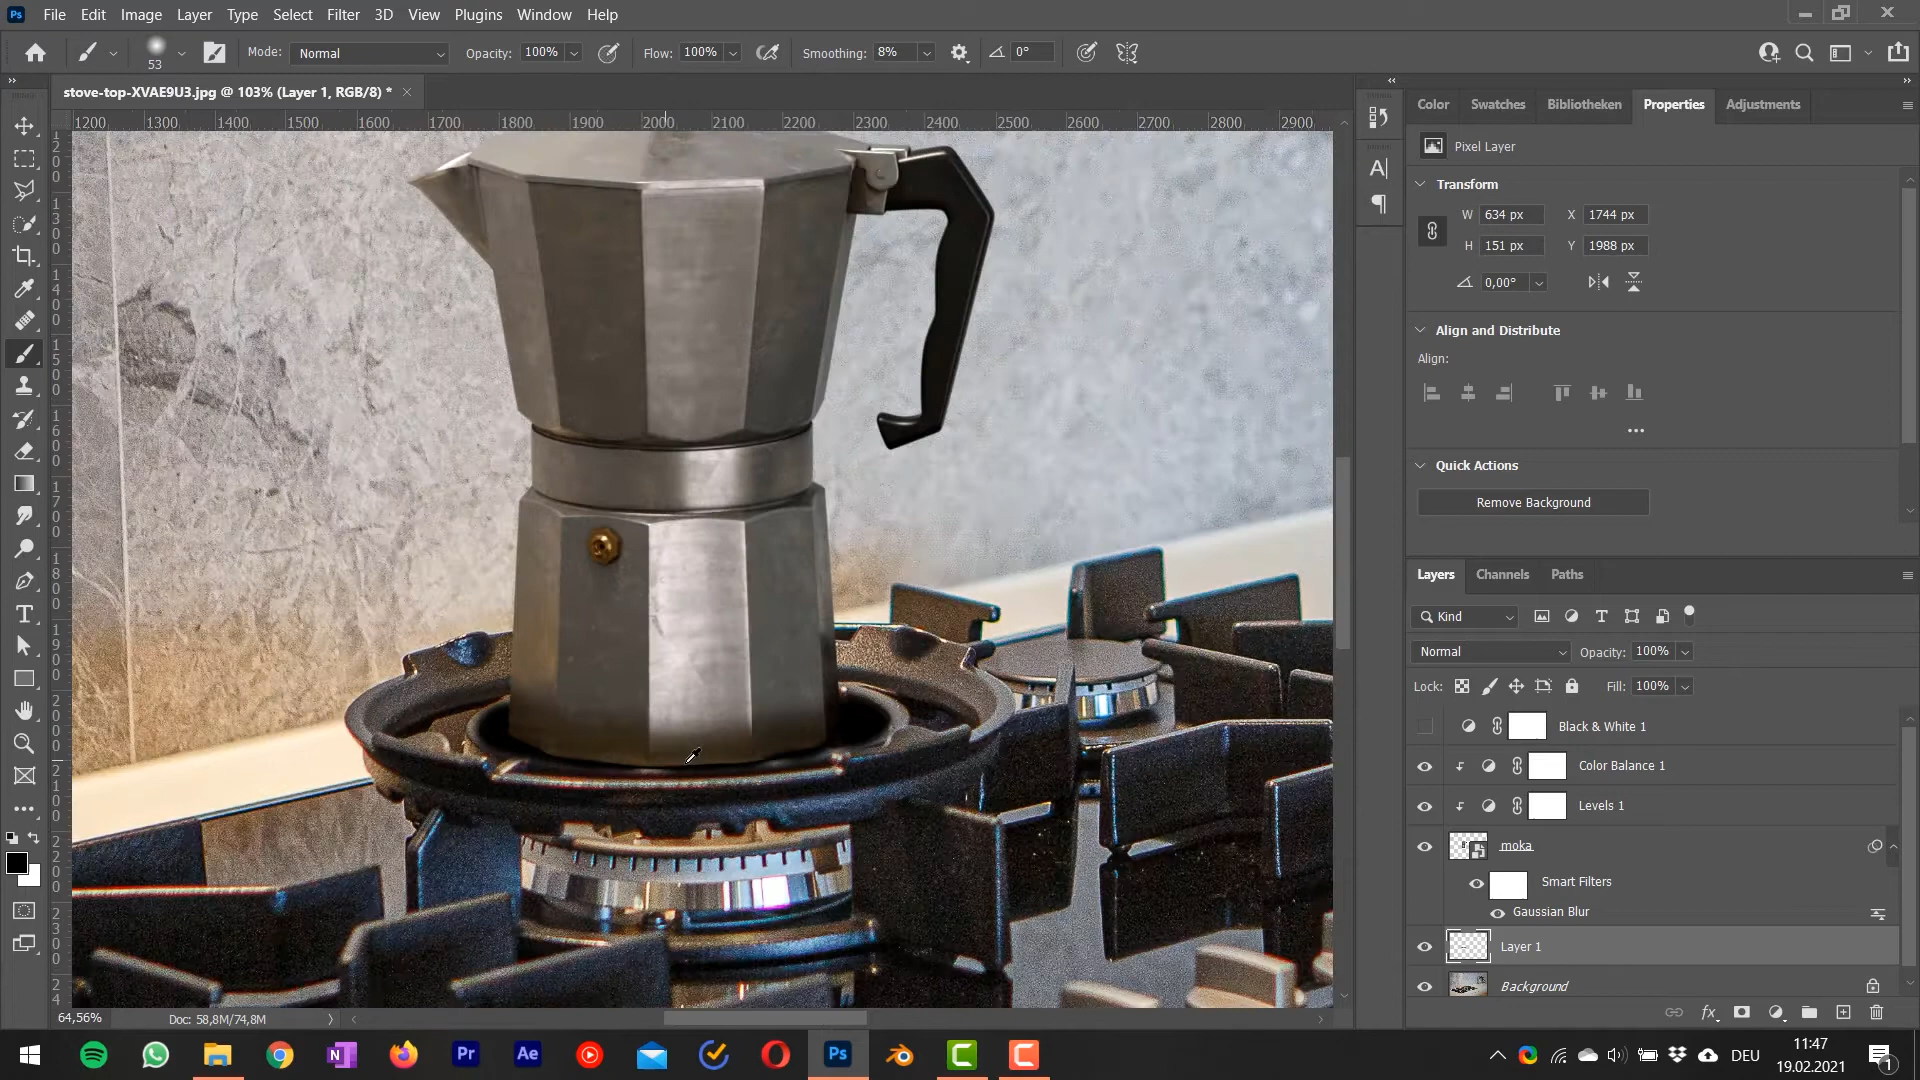 Ps File Edit Image Layer Type Select Filter 3D View Plugins Window Help
53 Mode: Normal Opacity: 100% Flow: 100% Smoothing: 8% 0°
stove-top-XVAE9U3.jpg @ 103% (Layer 1, RGB/8) *
1200 1300 1400 1500 1600 1700 1800 1900 2000 2100 2200 2300 2400 2500 2600 2700 2800 2900
Color Swatches Bibliotheken Properties Adjustments
Pixel Layer
Transform
W 634 px X 1744 px
H 151 px Y 1988 px
0,00°
Align and Distribute
Align:
Quick Actions
Remove Background
Layers Channels Paths
Kind
Normal Opacity: 100%
Lock: Fill: 100%
Black & White 1
Color Balance 1
Levels 1
moka
Smart Filters
Gaussian Blur
Layer 1
Background
64,56% Doc: 58,8M/74,8M
Pr Ae Ps DEU 11:47
19.02.2021 1